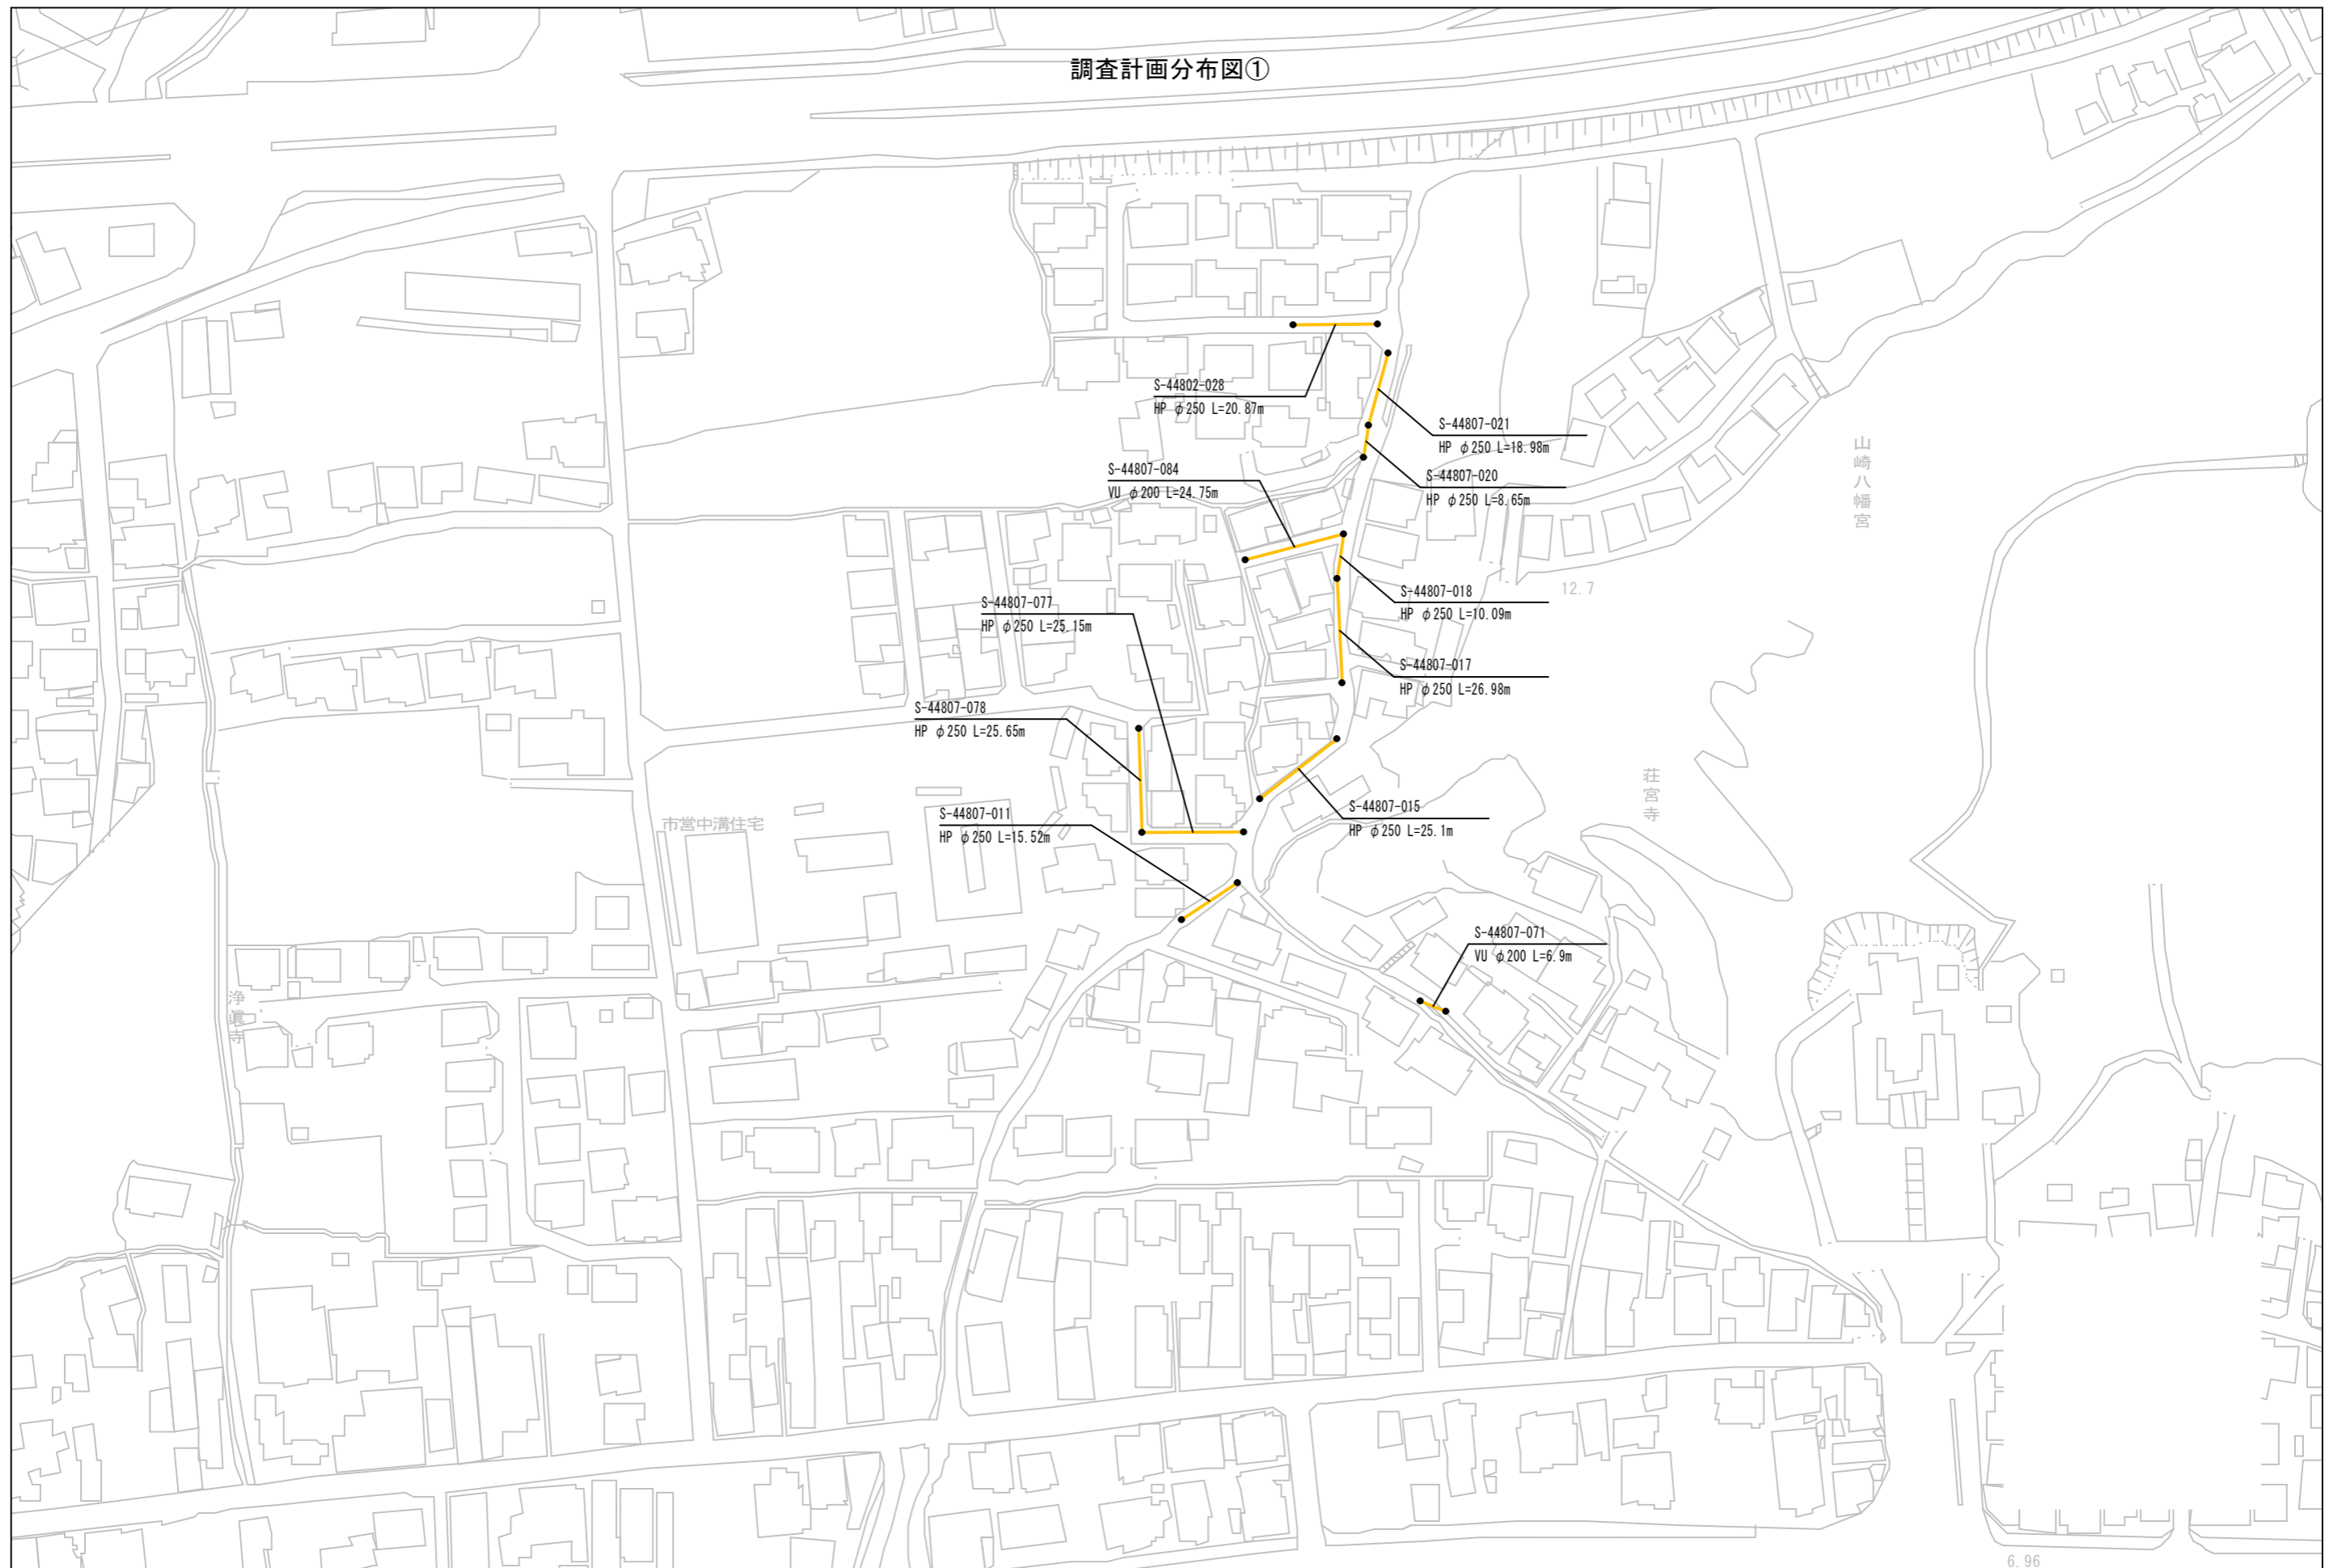 調査計画分布図①
S-44802-028
HP φ250 L=20.87m
S-44807-021
HP φ250 L=18.98m
S-44807-084
VU φ200 L=24.75m
S-44807-020
HP φ250 L=8.65m
山崎八幡宮
12.7
S-44807-018
HP φ250 L=10.09m
S-44807-077
HP φ250 L=25.15m
S-44807-017
HP φ250 L=26.98m
S-44807-078
HP φ250 L=25.65m
荘宮寺
S-44807-015
HP φ250 L=25.1m
市営中溝住宅
S-44807-011
HP φ250 L=15.52m
S-44807-071
VU φ200 L=6.9m
浄真寺
6.96